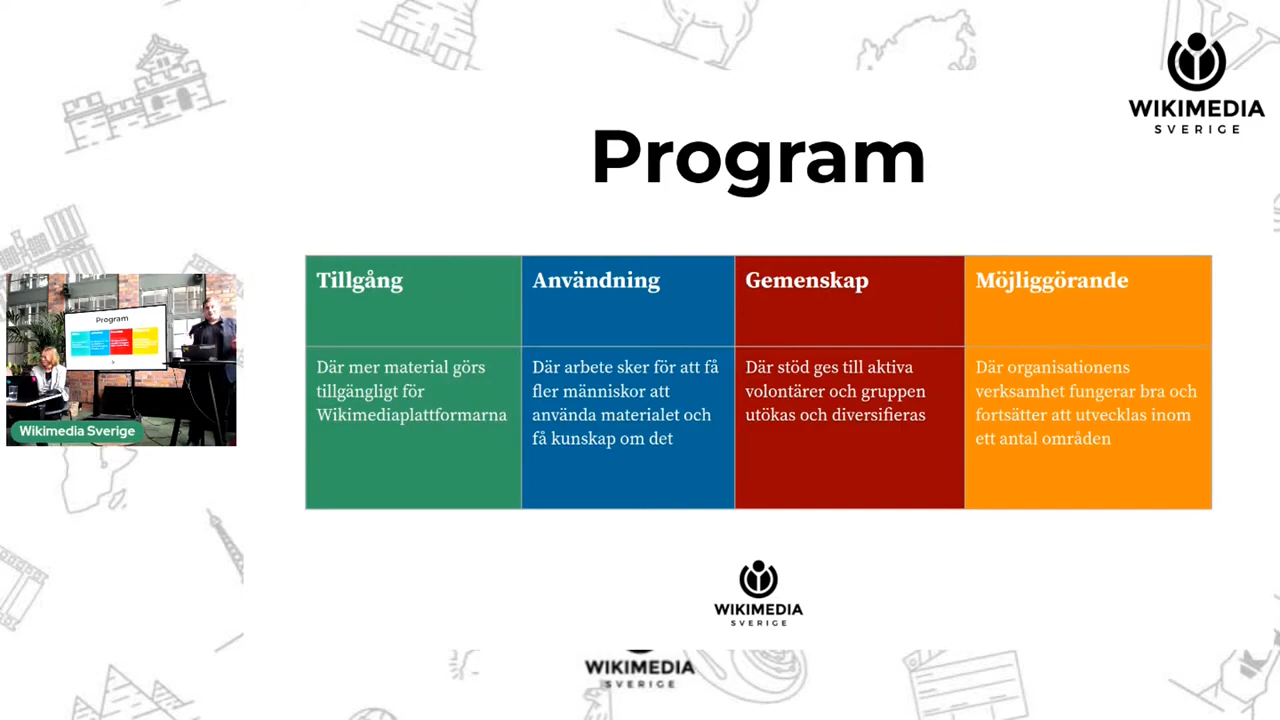 WIKIMEDIA
SVERIGE
Program
Tillgång
Användning
Gemenskap
Möjliggörande
Där mer material görs
tillgängligt för
Wikimediaplattformarna
Där arbete sker för att få
fler människor att
använda materialet och
få kunskap om det
Där stöd ges till aktiva
volontärer och gruppen
utökas och diversifieras
Där organisationens
verksamhet fungerar bra och
fortsätter att utvecklas inom
ett antal områden
Program
Wikimedia Sverige
WIKIMEDIA
SVERIGE
WIKIMEDIA
SVERIGE